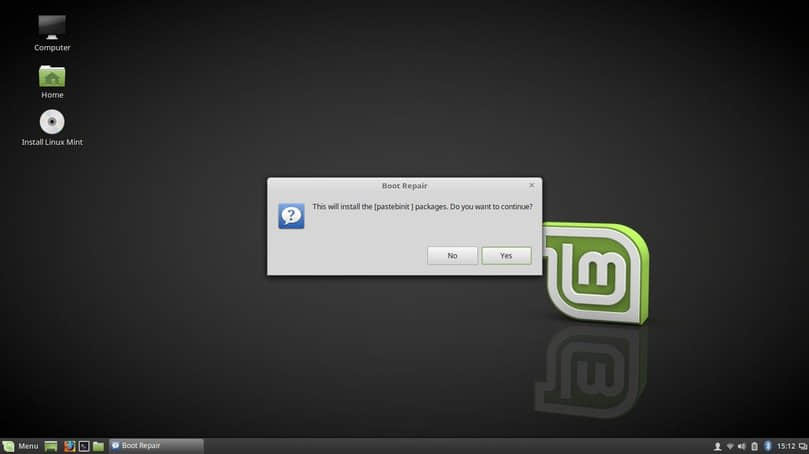 Computer
Home
Install Linux Mint
Boot Repair
This will install the [pastebinit ] packages. Do you want to continue?
No
Yes
Menu
Boot Repair
15:12